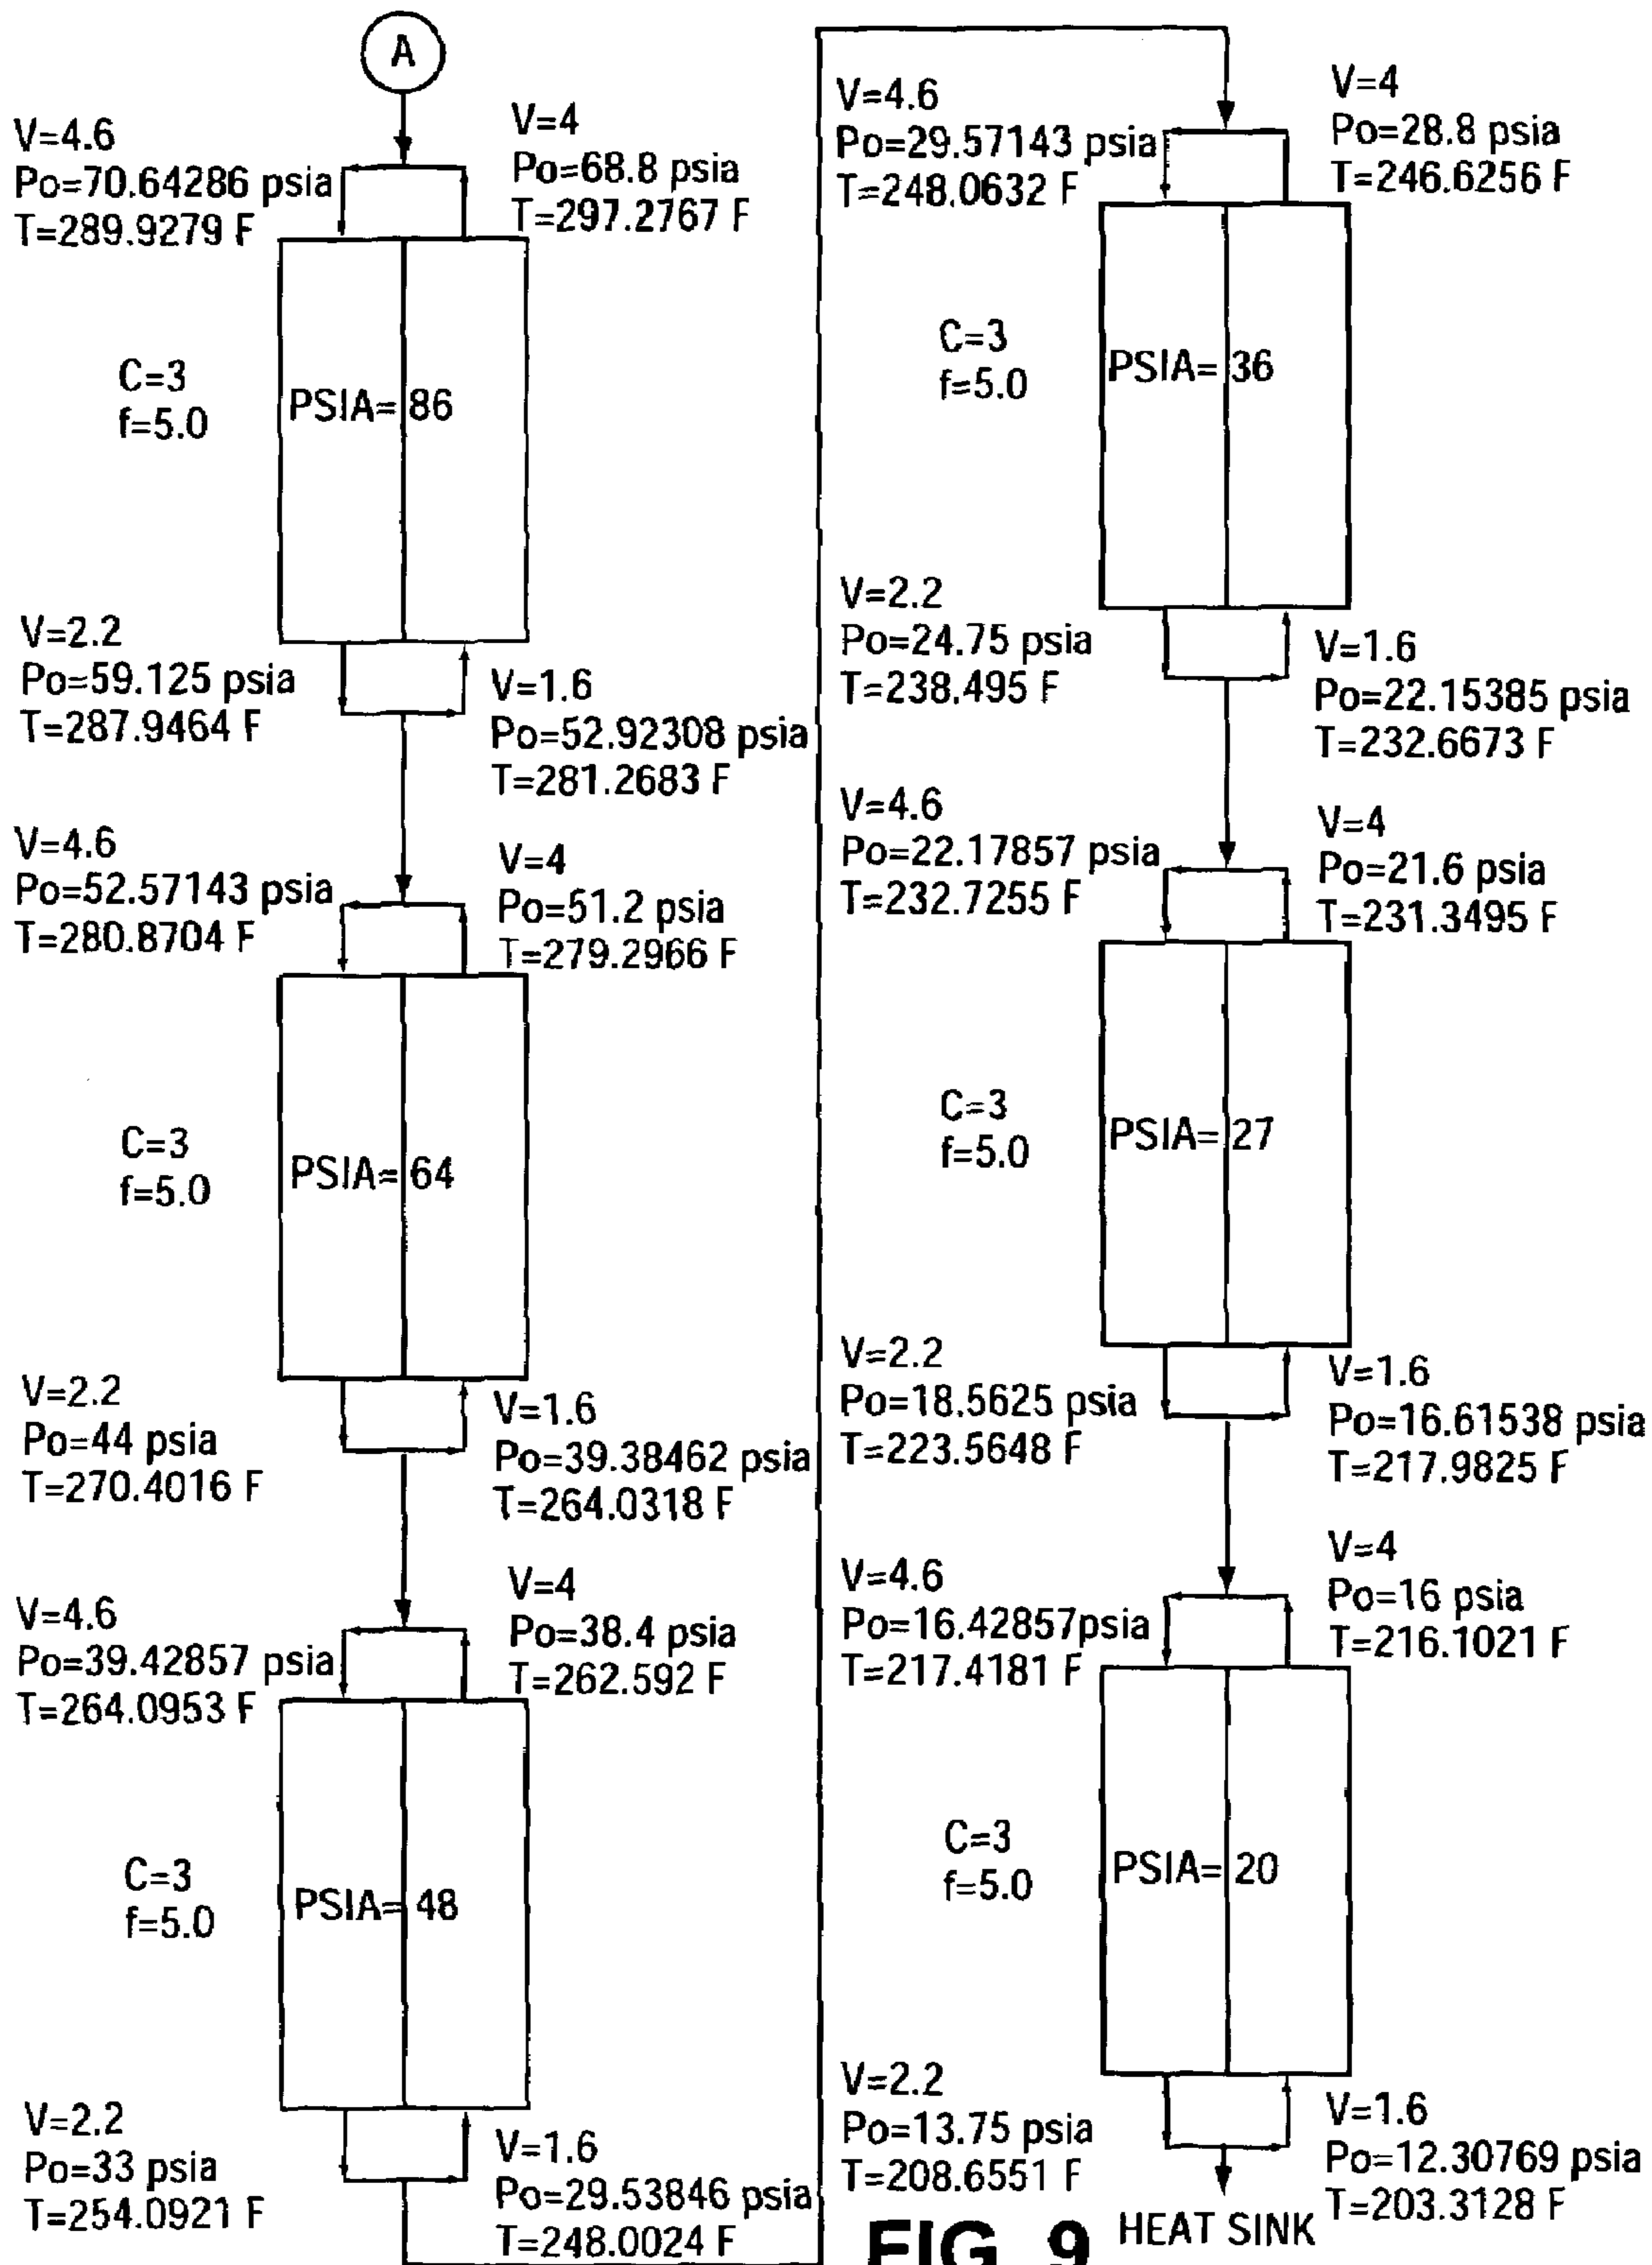 A
V=4.6
Po=70.64286 psia
T=289.9279 F
V=4
Po=68.8 psia
T=297.2767 F
C=3
f=5.0
PSIA= 86
V=2.2
Po=59.125 psia
T=287.9464 F
V=1.6
Po=52.92308 psia
T=281.2683 F
V=4.6
Po=52.57143 psia
T=280.8704 F
V=4
Po=51.2 psia
T=279.2966 F
C=3
f=5.0
PSIA= 64
V=2.2
Po=44 psia
T=270.4016 F
V=1.6
Po=39.38462 psia
T=264.0318 F
V=4.6
Po=39.42857 psia
T=264.0953 F
V=4
Po=38.4 psia
T=262.592 F
C=3
f=5.0
PSIA= 48
V=2.2
Po=33 psia
T=254.0921 F
V=1.6
Po=29.53846 psia
T=248.0024 F
V=4.6
Po=29.57143 psia
T=248.0632 F
V=4
Po=28.8 psia
T=246.6256 F
C=3
f=5.0
PSIA= 36
V=2.2
Po=24.75 psia
T=238.495 F
V=1.6
Po=22.15385 psia
T=232.6673 F
V=4.6
Po=22.17857 psia
T=232.7255 F
V=4
Po=21.6 psia
T=231.3495 F
C=3
f=5.0
PSIA= 27
V=2.2
Po=18.5625 psia
T=223.5648 F
V=1.6
Po=16.61538 psia
T=217.9825 F
V=4.6
Po=16.42857psia
T=217.4181 F
V=4
Po=16 psia
T=216.1021 F
C=3
f=5.0
PSIA= 20
V=2.2
Po=13.75 psia
T=208.6551 F
V=1.6
Po=12.30769 psia
T=203.3128 F
HEAT SINK
FIG. 9